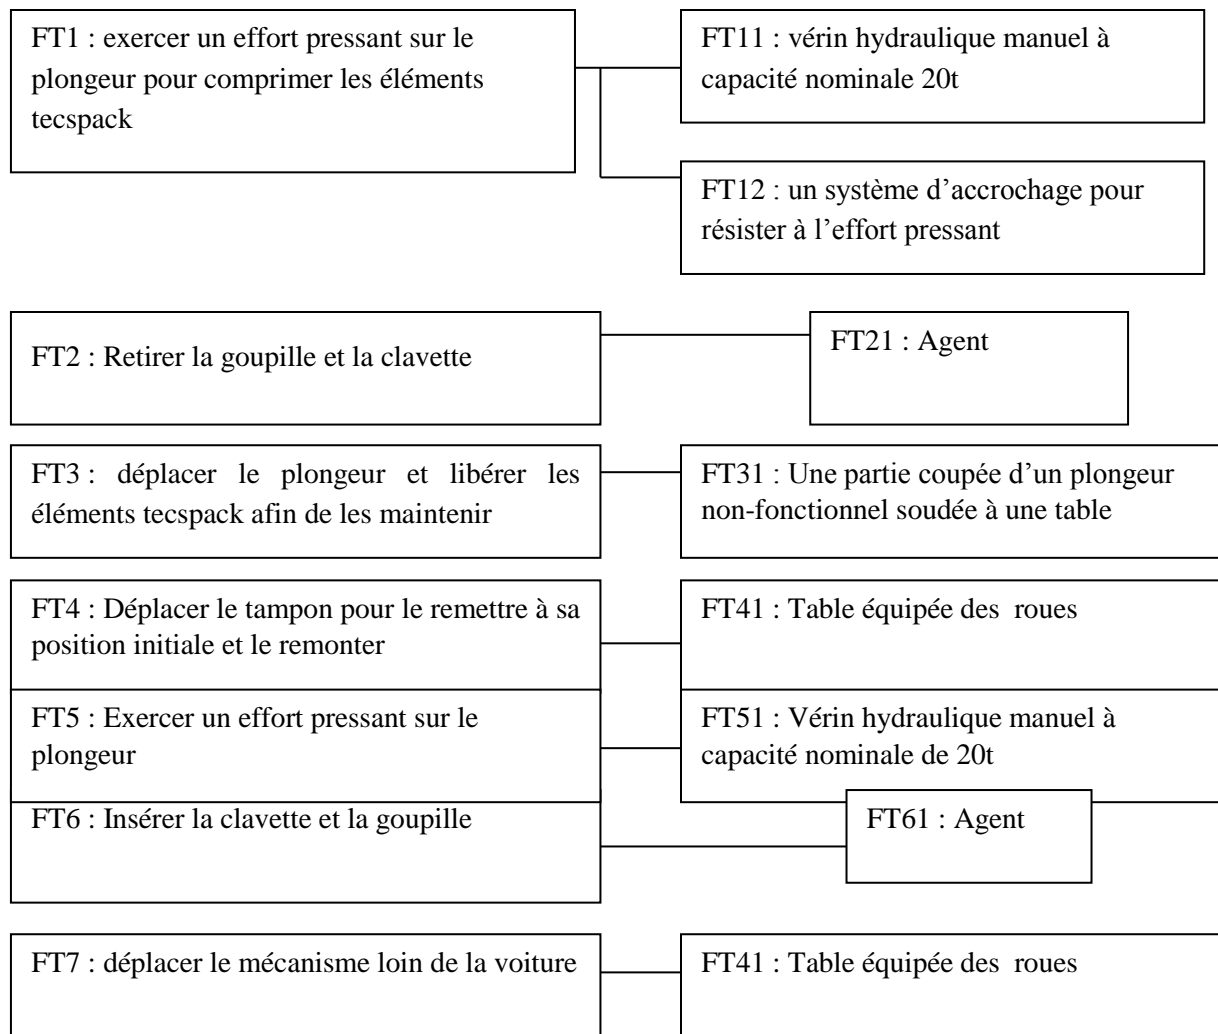 FT1 : exercer un effort pressant sur le
plongeur pour comprimer les éléments
tecspack
FT11 : vérin hydraulique manuel à
capacité nominale 20t
FT12 : un système d’accrochage pour
résister à l’effort pressant
FT2 : Retirer la goupille et la clavette
FT21 : Agent
FT3 : déplacer le plongeur et libérer les
éléments tecspack afin de les maintenir
FT31 : Une partie coupée d’un plongeur
non-fonctionnel soudée à une table
FT4 : Déplacer le tampon pour le remettre à sa
position initiale et le remonter
FT41 : Table équipée des roues
FT5 : Exercer un effort pressant sur le
plongeur
FT51 : Vérin hydraulique manuel à
capacité nominale de 20t
FT6 : Insérer la clavette et la goupille
FT61 : Agent
FT7 : déplacer le mécanisme loin de la voiture
FT41 : Table équipée des roues